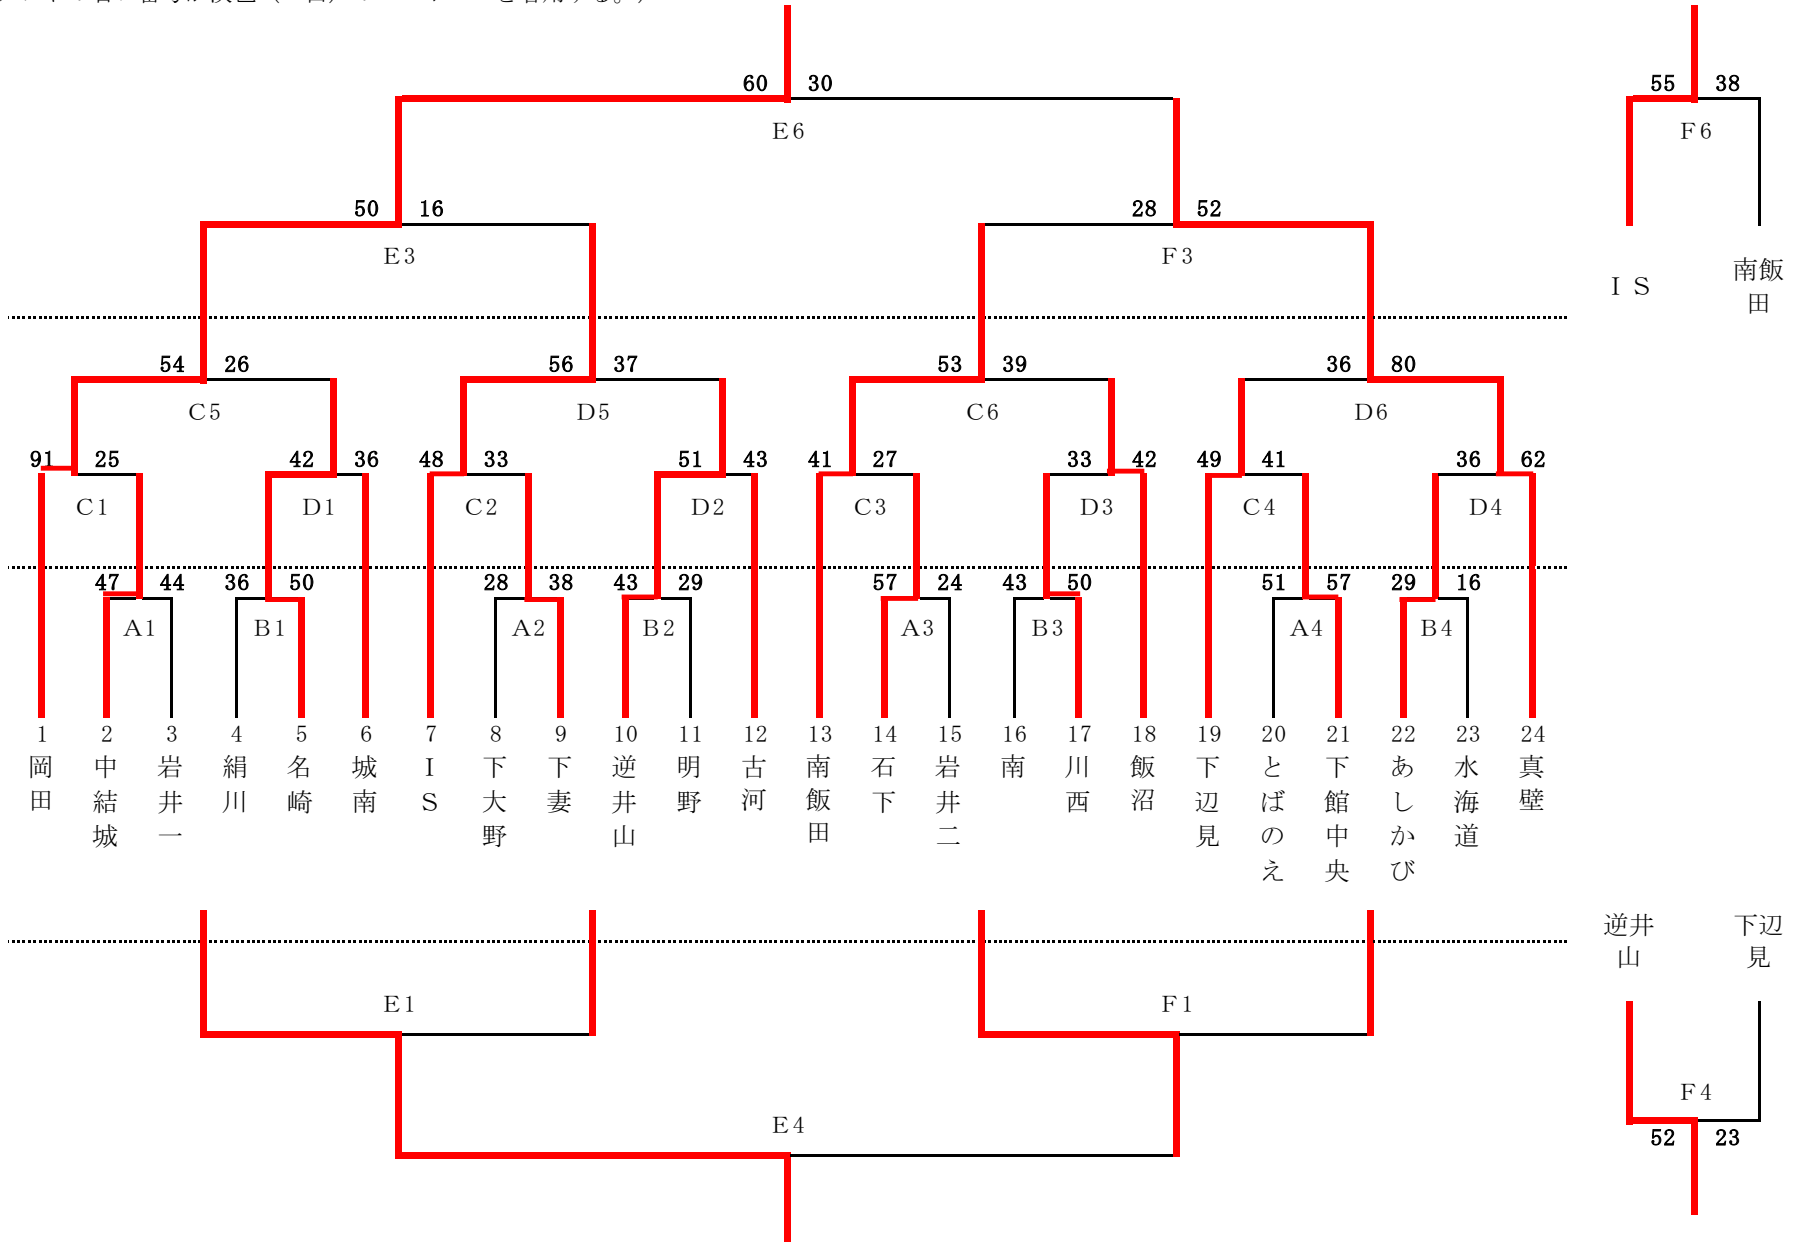 60 30 55 38
E6 F6
50 16 28 52
E3 F3
I S 南飯田
54 26 56 37 53 39 36 80
C5 D5 C6 D6
91 25 42 36 48 33 51 43 41 27 33 42 49 41 36 62
C1 D1 C2 D2 C3 D3 C4 D4
47 44 36 50 28 38 43 29 57 24 43 50 51 57 29 16
A1 B1 A2 B2 A3 B3 A4 B4
1 2 3 4 5 6 7 8 9 10 11 12 13 14 15 16 17 18 19 20 21 22 23 24
岡田
中結城
岩井一
絹川
名崎
城南
IS
下大野
下妻
逆井山
明野
古河
南飯田
石下
岩井二
南
川西
飯沼
下辺見
とばのえ
下館中央
あしかび
水海道
真壁
逆井山 下辺見
E1 F1
F4
E4
52 23